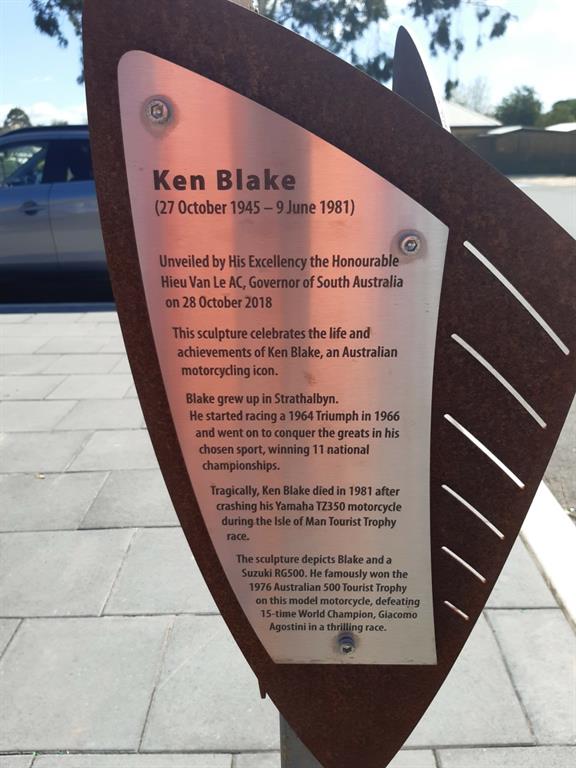 Ken Blake
(27 October 1945 – 9 June 1981)
Unveiled by His Excellency the Honourable
Hieu Van Le AC, Governor of South Australia
on 28 October 2018
This sculpture celebrates the life and
achievements of Ken Blake, an Australian
motorcycling icon.
Blake grew up in Strathalbyn.
He started racing a 1964 Triumph in 1966
and went on to conquer the greats in his
chosen sport, winning 11 national
championships.
Tragically, Ken Blake died in 1981 after
crashing his Yamaha TZ350 motorcycle
during the Isle of Man Tourist Trophy
race.
The sculpture depicts Blake and a
Suzuki RG500. He famously won the
1976 Australian 500 Tourist Trophy
on this model motorcycle, defeating
15-time World Champion, Giacomo
Agostini in a thrilling race.